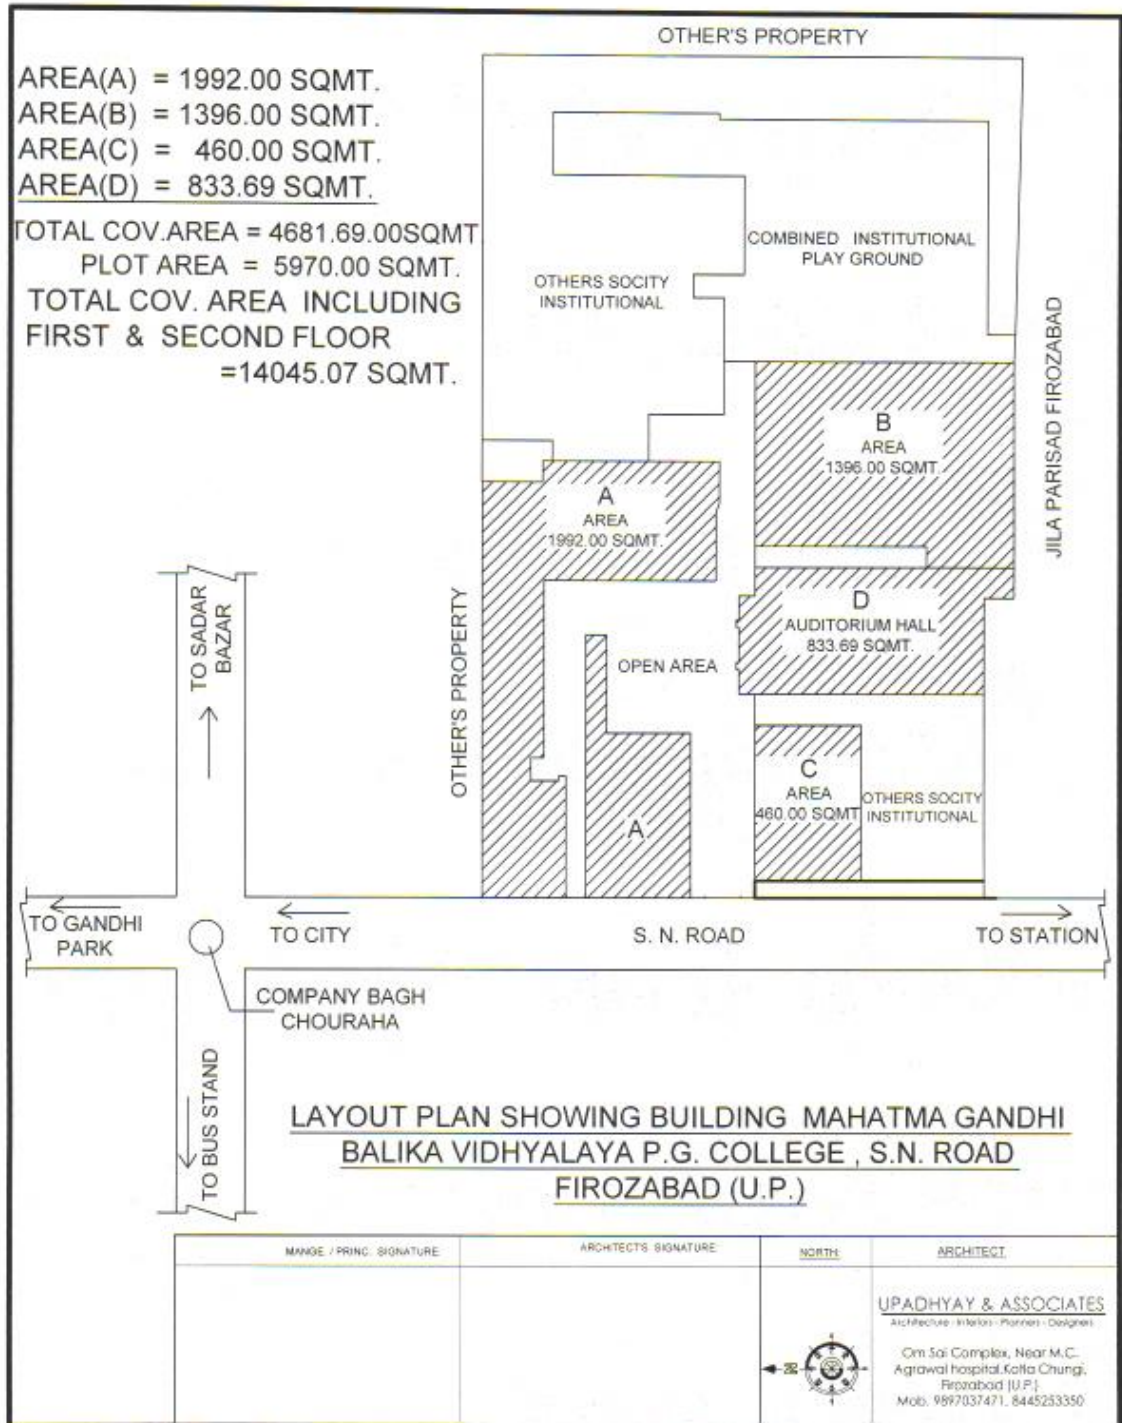 OTHER'S PROPERTY
AREA(A) = 1992.00 SQMT.
AREA(B) = 1396.00 SQMT.
AREA(C) = 460.00 SQMT.
AREA(D) = 833.69 SQMT.
TOTAL COV.AREA = 4681.69.00SQMT
PLOT AREA = 5970.00 SQMT.
TOTAL COV. AREA INCLUDING
FIRST & SECOND FLOOR
=14045.07 SQMT.
COMBINED INSTITUTIONAL
PLAY GROUND
OTHERS SOCITY
INSTITUTIONAL
JILA PARISAD FIROZABAD
B
AREA
1396.00 SQMT.
A
AREA
1992.00 SQMT.
D
AUDITORIUM HALL
833.69 SQMT.
OPEN AREA
OTHER'S PROPERTY
TO SADAR
BAZAR
C
AREA
460.00 SQMT
OTHERS SOCITY
INSTITUTIONAL
A
TO GANDHI
PARK
TO CITY
S. N. ROAD
TO STATION
COMPANY BAGH
CHOURAHA
TO BUS STAND
LAYOUT PLAN SHOWING BUILDING MAHATMA GANDHI
BALIKA VIDHYALAYA P.G. COLLEGE , S.N. ROAD
FIROZABAD (U.P.)
MANGE. / PRINC. SIGNATURE
ARCHITECT'S SIGNATURE
NORTH:
ARCHITECT
UPADHYAY & ASSOCIATES
Architecture - Interiors - Planners - Designers
Om Sai Complex, Near M.C.
Agrawal hospital,Kotla Chungi,
Firozabad (U.P.)
Mob. 9897037471, 8445253350